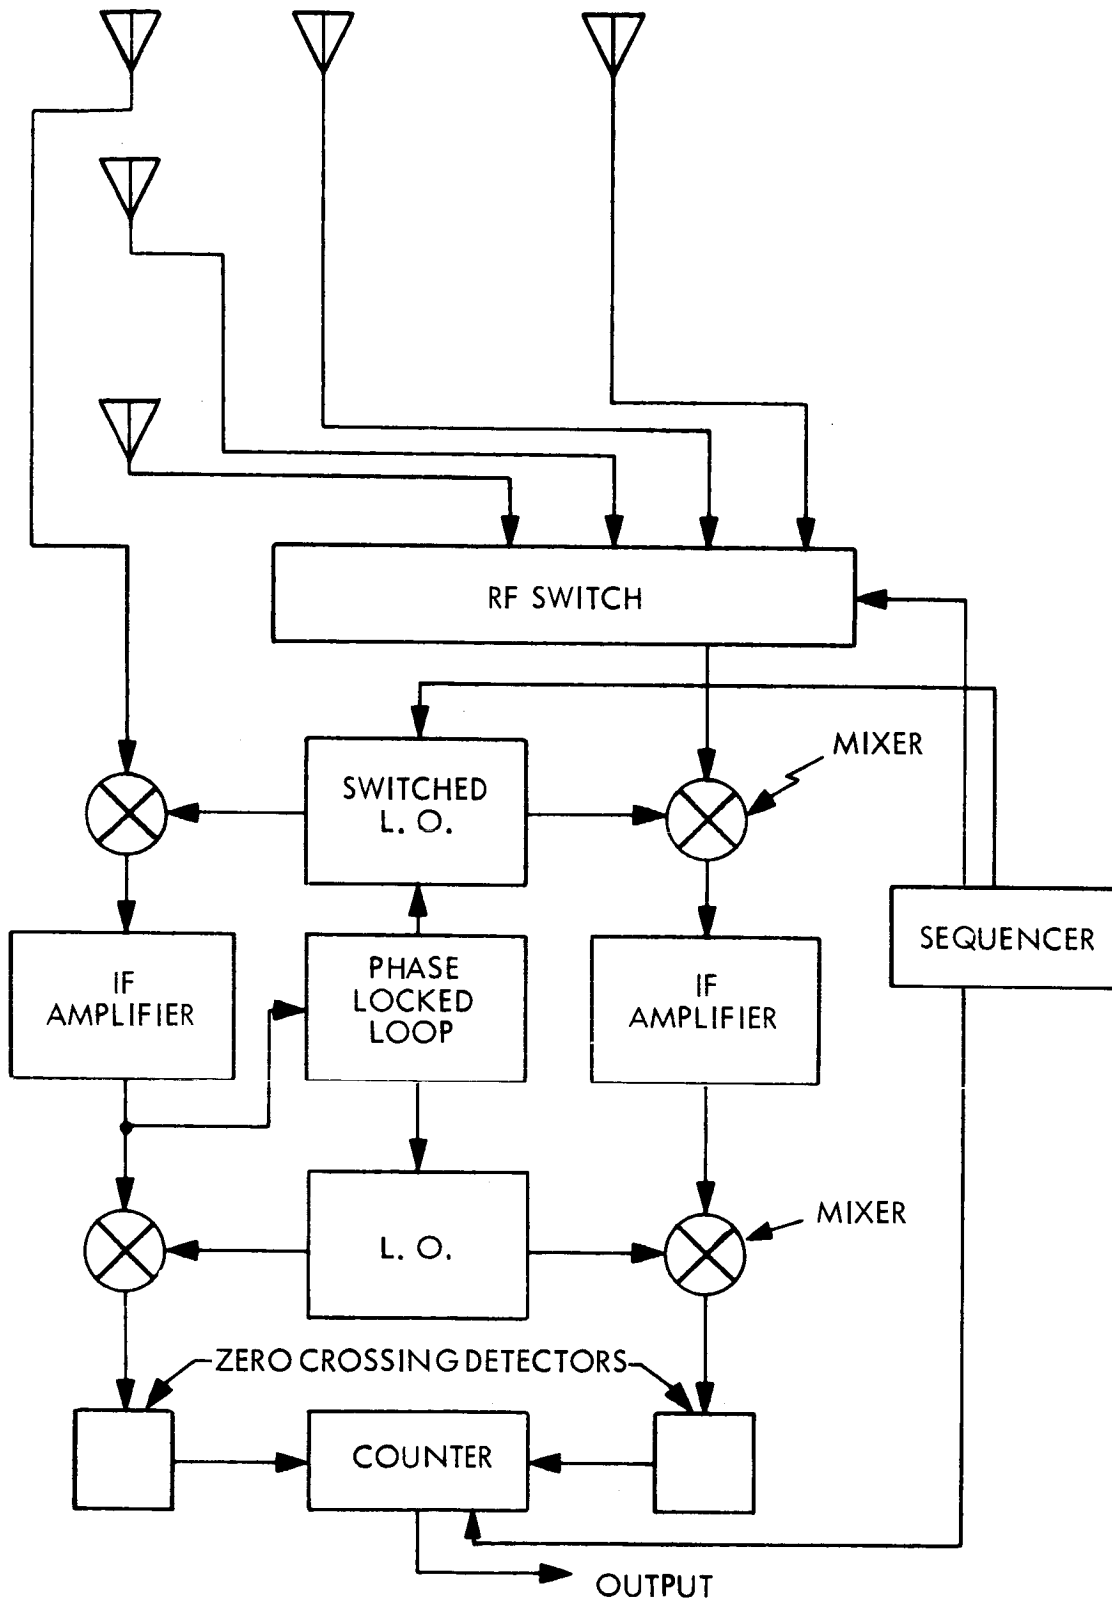 RF SWITCH
MIXER
SWITCHED
L. O.
SEQUENCER
PHASE
LOCKED
LOOP
IF
AMPLIFIER
IF
AMPLIFIER
MIXER
L. O.
ZERO CROSSING DETECTORS
COUNTER
OUTPUT